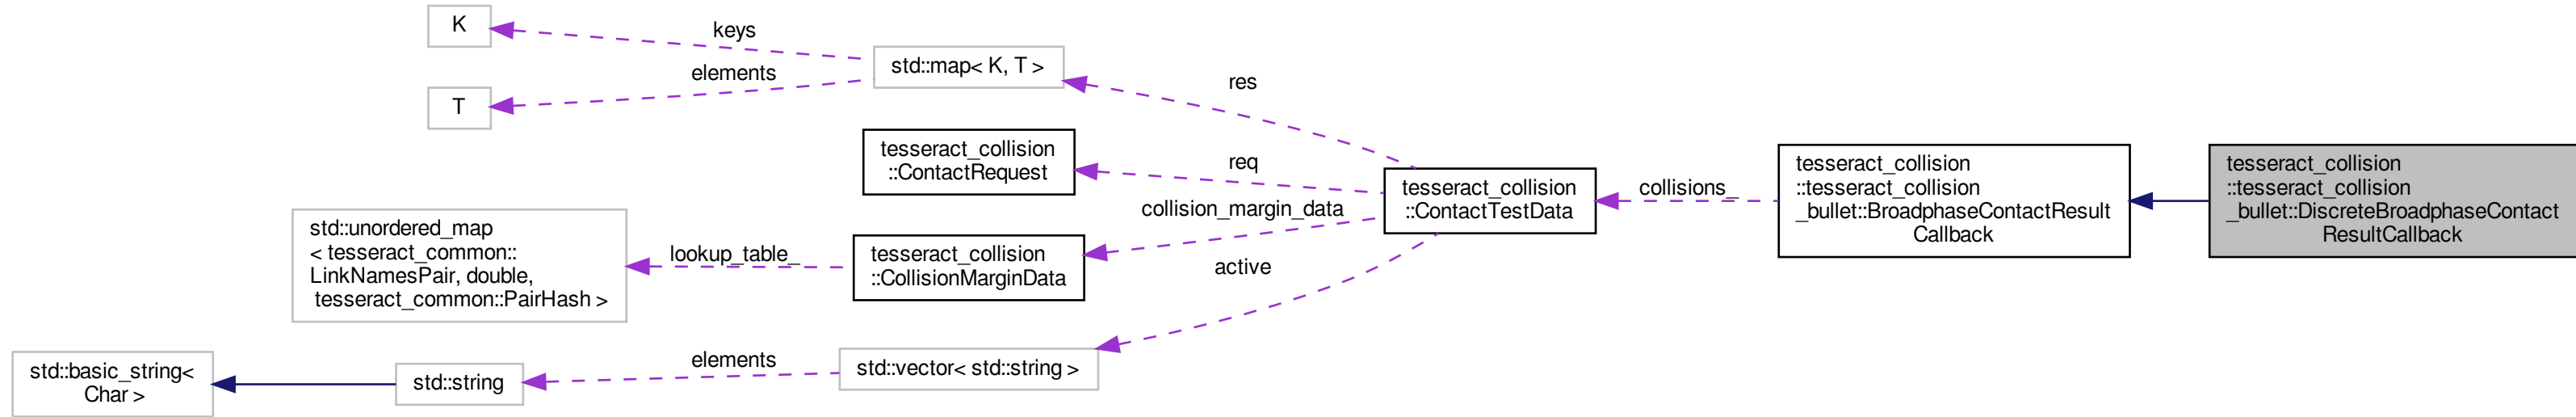 K
keys
std::map< K, T >
elements
T
res
tesseract_collision
::ContactRequest
req
tesseract_collision
::ContactTestData
collisions_
tesseract_collision
::tesseract_collision
_bullet::BroadphaseContactResult
Callback
tesseract_collision
::tesseract_collision
_bullet::DiscreteBroadphaseContact
ResultCallback
collision_margin_data
std::unordered_map
< tesseract_common::
LinkNamesPair, double,
tesseract_common::PairHash >
lookup_table_
tesseract_collision
::CollisionMarginData
active
std::basic_string<
Char >
std::string
elements
std::vector< std::string >